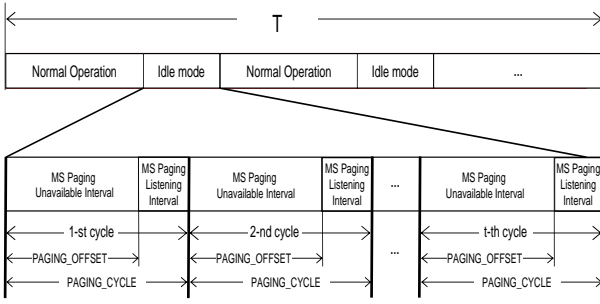 T
Normal Operation Idle mode Normal Operation Idle mode ...
MS Paging Unavailable Interval
MS Paging Listening Interval
MS Paging Unavailable Interval
MS Paging Listening Interval
...
MS Paging Unavailable Interval
MS Paging Listening Interval
1-st cycle 2-nd cycle ... t-th cycle
PAGING_OFFSET PAGING_OFFSET PAGING_OFFSET
PAGING_CYCLE PAGING_CYCLE PAGING_CYCLE